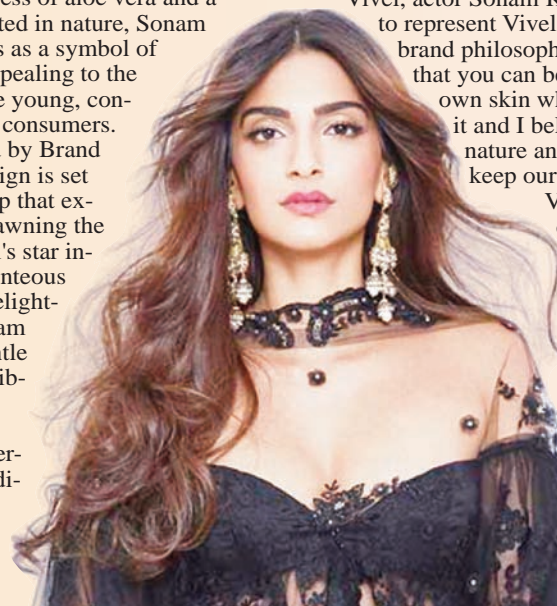 ess of aloe vera and a
ted in nature, Sonam
s as a symbol of
pealing to the
e young, con-
consumers.
by Brand
ign is set
p that ex-
awning the
's star in-
nteous
elight-
am
ntle
ib-
er-
di-
Vivel, actor Sonam K
to represent Vivel
brand philosoph
that you can be
own skin wh
it and I bel
nature an
keep our
V